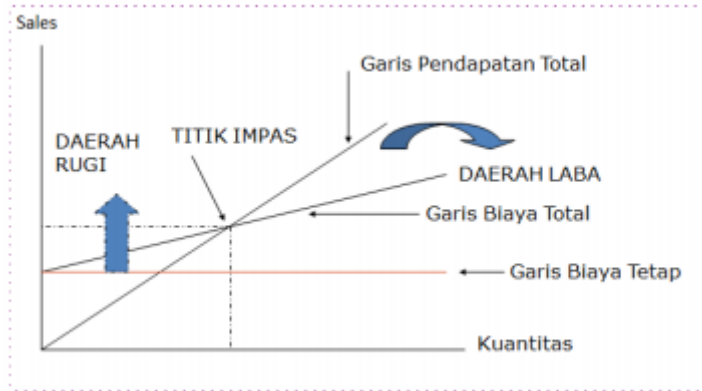 Sales
Garis Pendapatan Total
DAERAH
RUGI
TITIK IMPAS
DAERAH LABA
Garis Biaya Total
Garis Biaya Tetap
Kuantitas